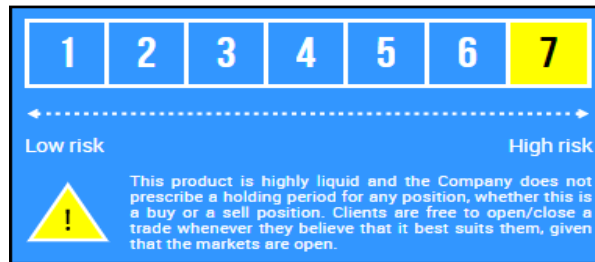 1 2 3 4 5 6 7
Low risk High risk
This product is highly liquid and the Company does not
prescribe a holding period for any position, whether this is
a buy or a sell position. Clients are free to open/close a
trade whenever they believe that it best suits them, given
that the markets are open.
!